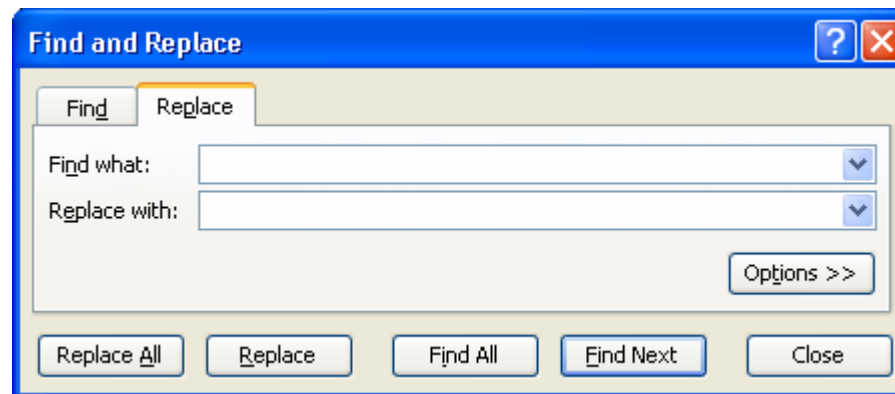 Find and Replace
Find Replace
Find what:
Replace with:
Options >>
Replace All Replace Find All Find Next Close